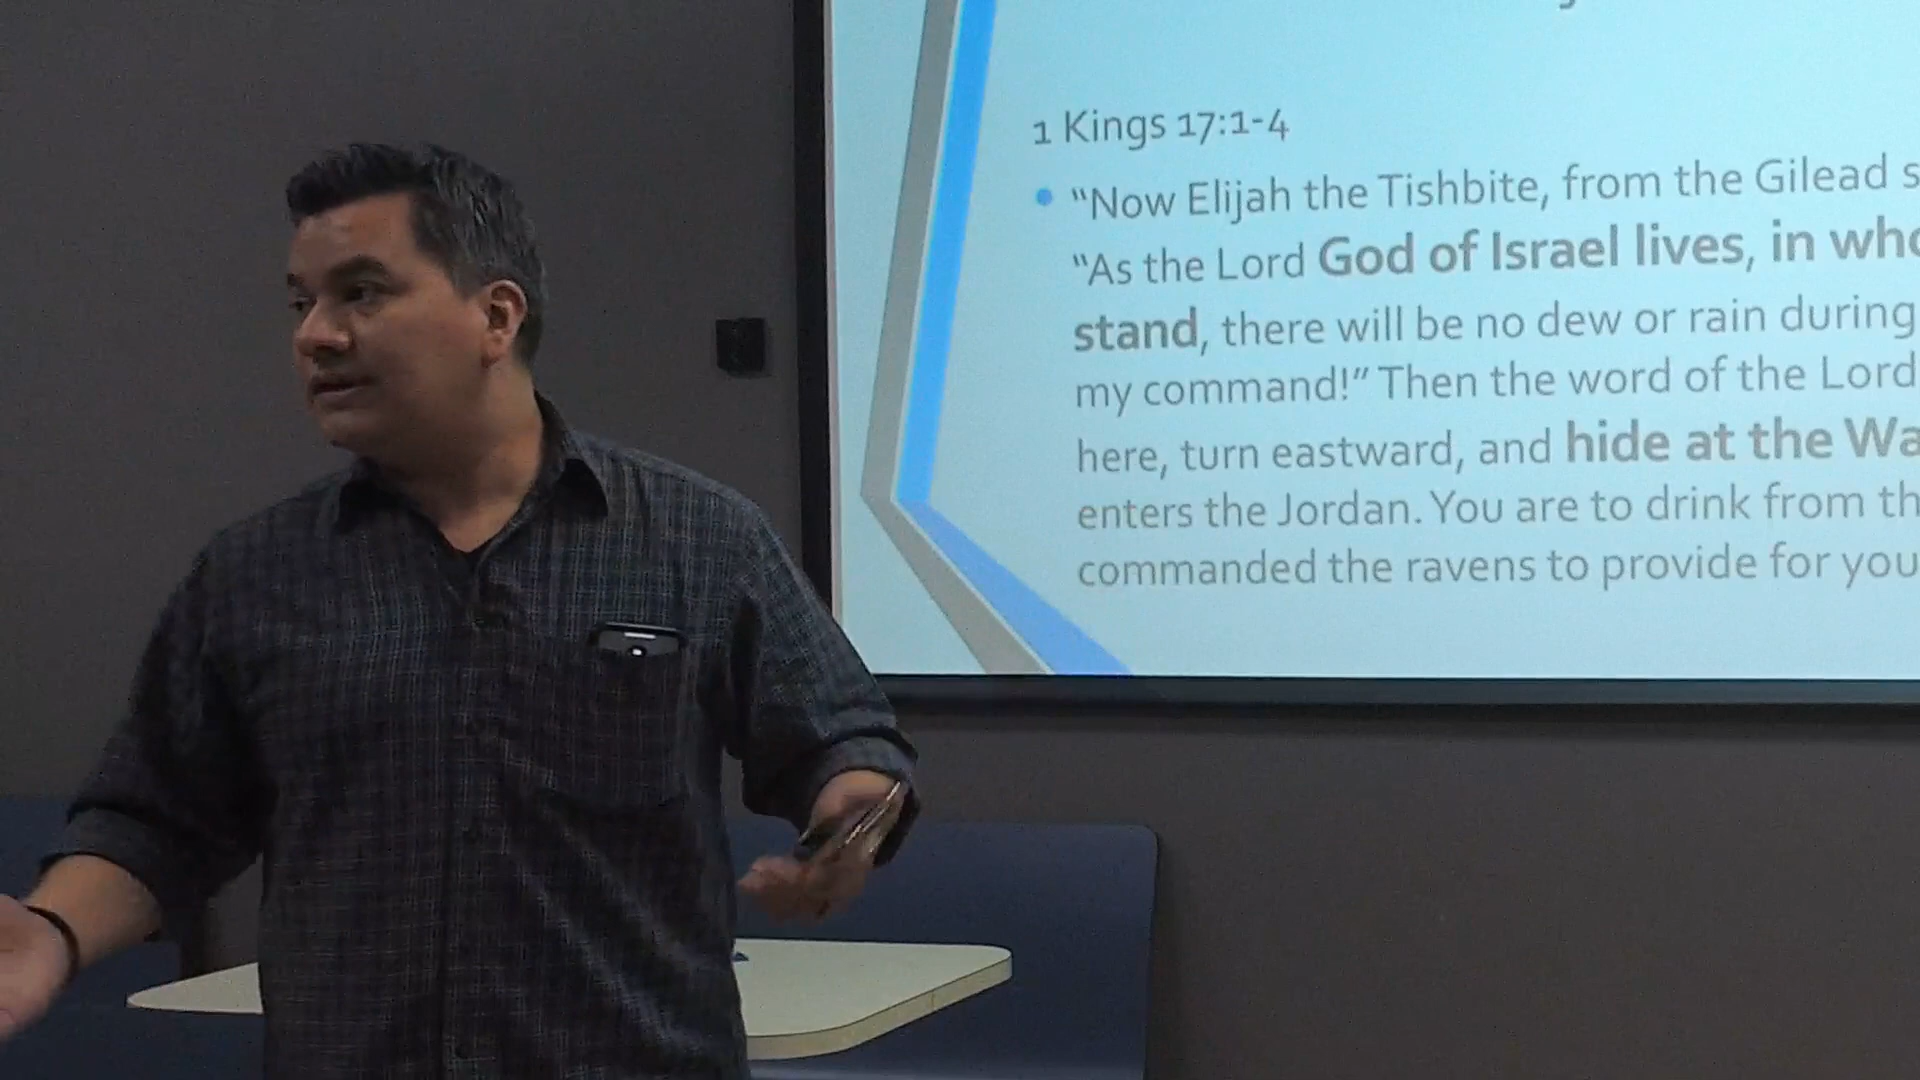 1 Kings 17:1-4
• “Now Elijah the Tishbite, from the Gilead
“As the Lord God of Israel lives, in
stand, there will be no dew or rain during
my command!” Then the word of the Lord
here, turn eastward, and hide at the
enters the Jordan. You are to drink from
commanded the ravens to provide for you